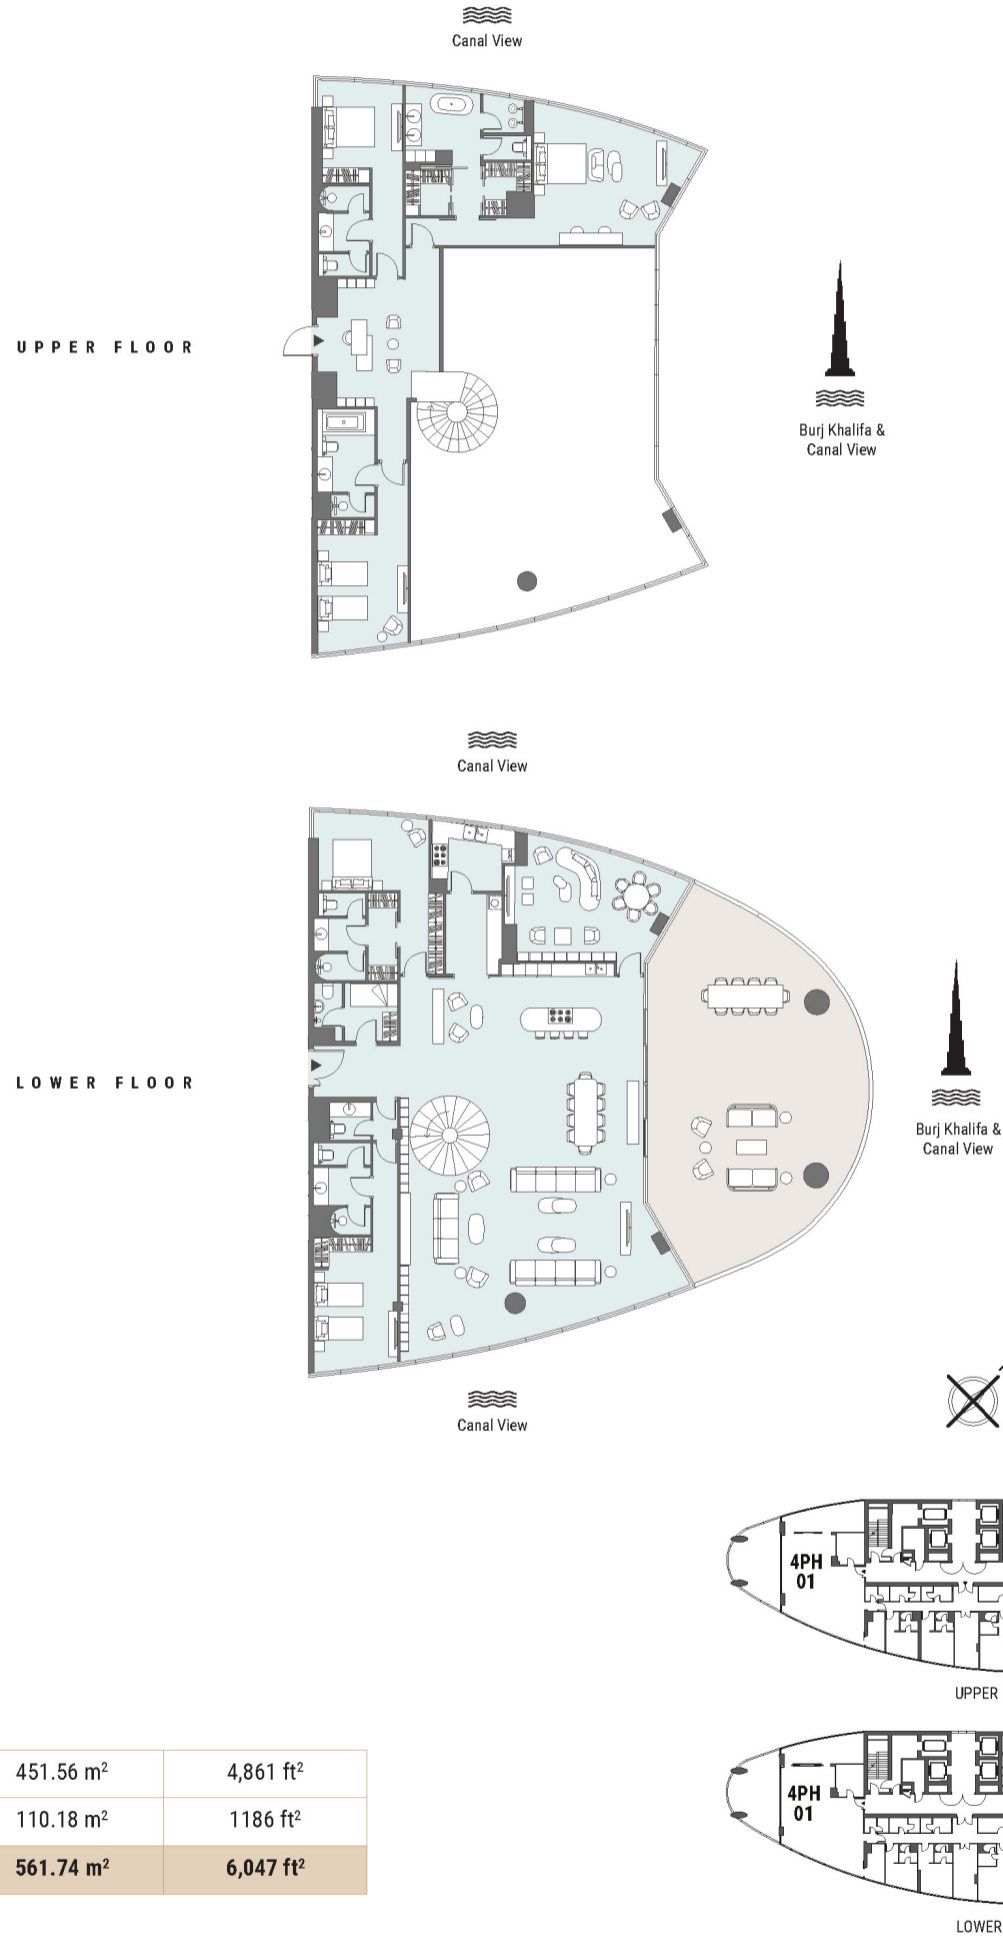 Canal View
UPPER FLOOR
Burj Khalifa &
Canal View
Canal View
LOWER FLOOR
Burj Khalifa &
Canal View
Canal View
4PH
01
UPPER
4PH
01
LOWER
451.56 m² 4,861 ft²
110.18 m² 1186 ft²
561.74 m² 6,047 ft²